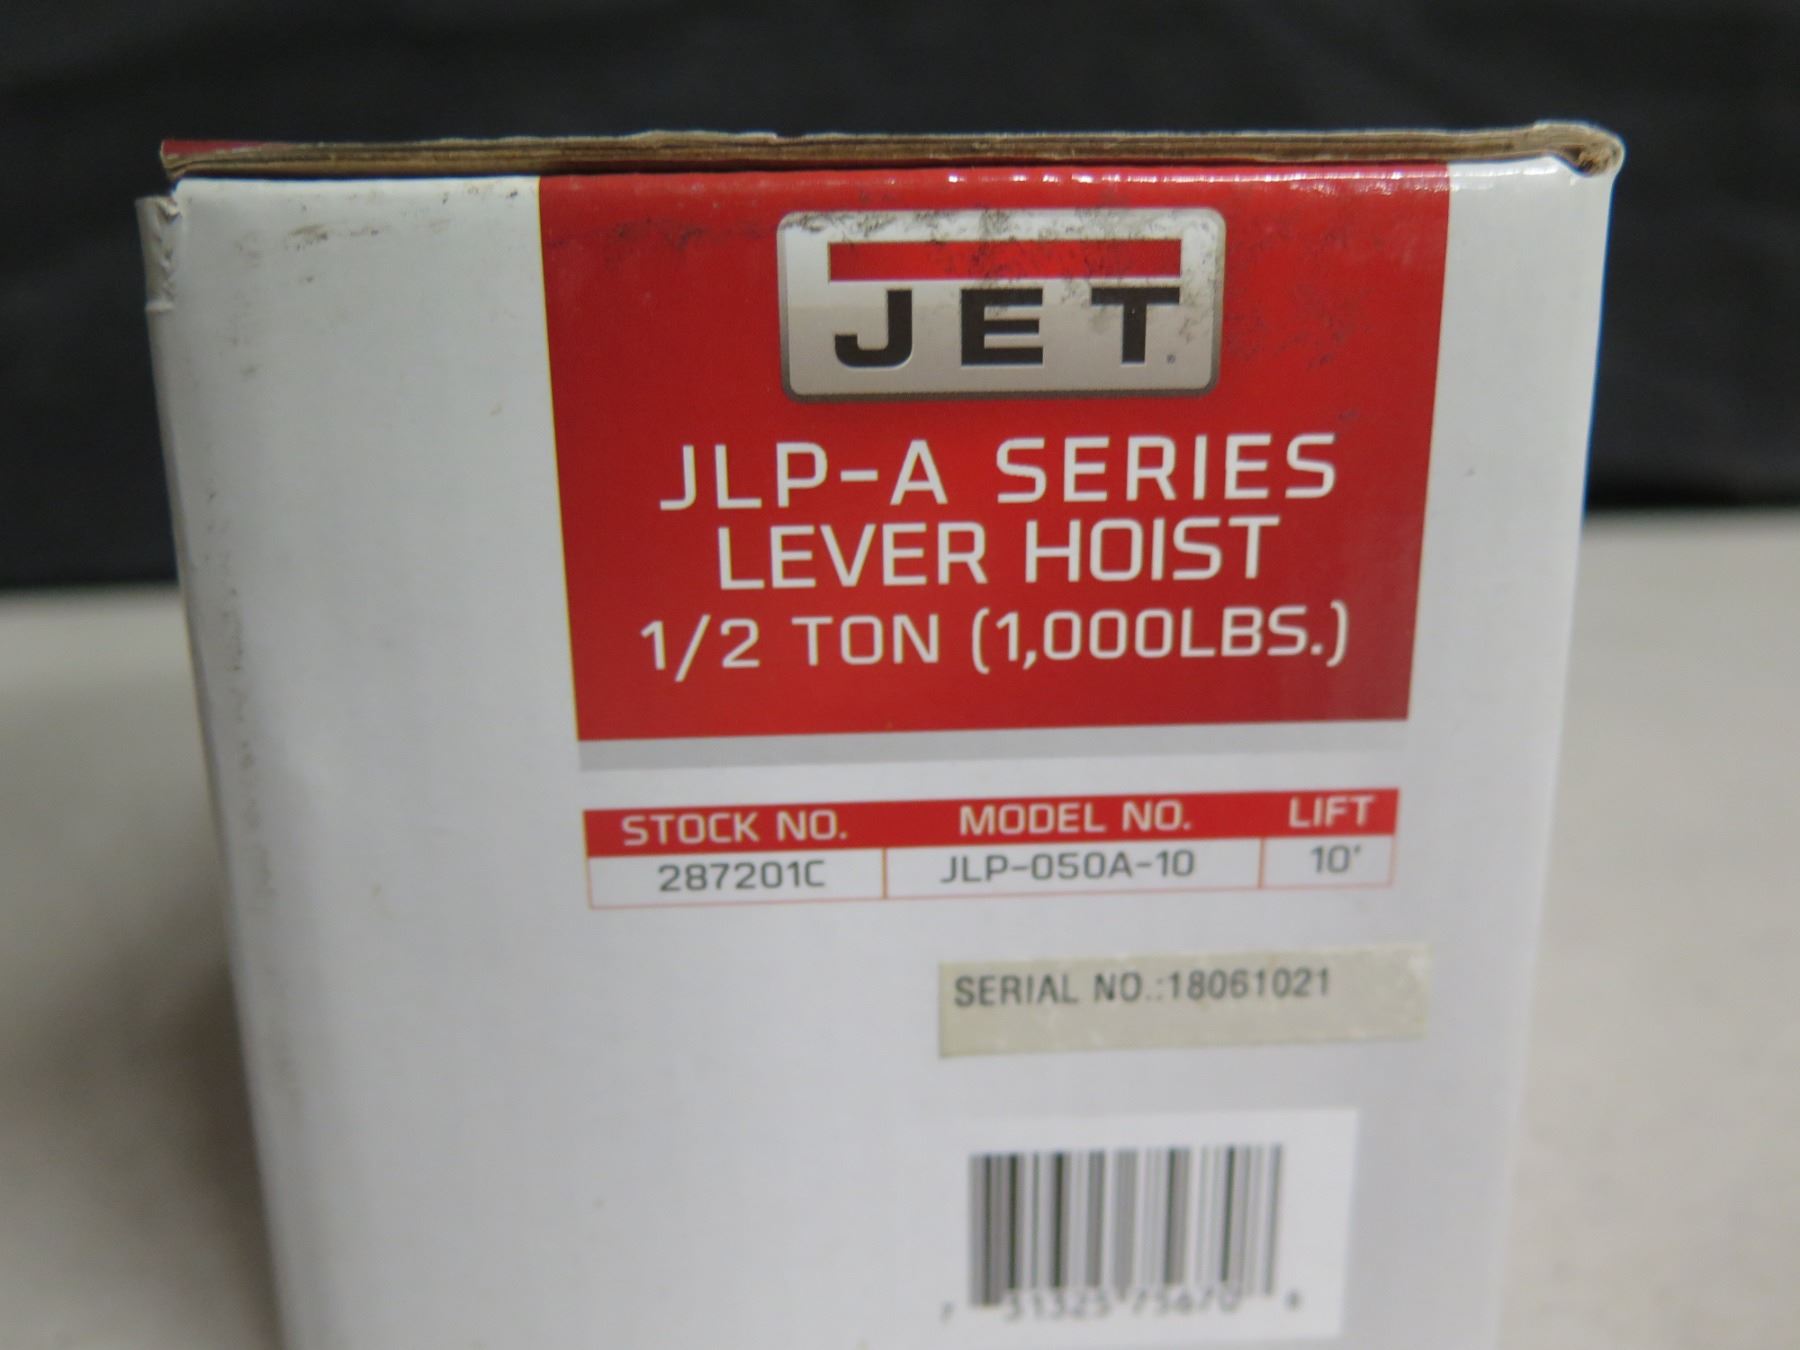 JET
JLP-A SERIES
LEVER HOIST
1/2 TON (1,000LBS.)
STOCK NO. MODEL NO. LIFT
287201C JLP-050A-10 10'
SERIAL NO.:18061021